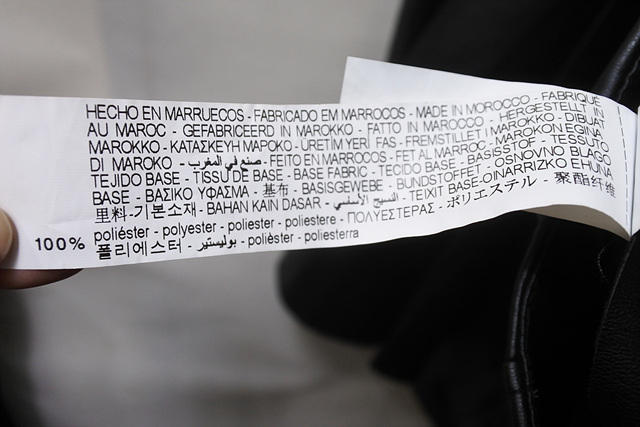 HECHO EN MARRUECOS - FABRICADO EM MARROCOS - MADE IN MOROCCO - FABRIQUÉ
AU MAROC - GEFABRICEERD IN MAROKKO - FATTO IN MAROCCO - HERGESTELLT IN
MAROKKO - ΚΑΤΑΣΚΕΥΗ ΜΑΡΟΚΟ - ÜRETİM YERİ FAS - FREMSTILLET I MAROKKO - DIBUAT
DI MAROKO - صنع في المغرب - FEITO EN MARROCOS - FET AL MARROC - MAROKON EGINA
TEJIDO BASE - TISSU DE BASE - BASE FABRIC - TECIDO BASE - BASISSTOF - TESSUTO
BASE - ΒΑΣΙΚΟ ΥΦΑΣΜΑ - 基布 - BASISGEWEBE - BUNDSTOFFET - OSNOVNO BLAGO
里料 - 기본소재 - BAHAN KAIN DASAR - النسيج الأساسي - TEIXIT BASE - OINARRIZKO EHUNA
100% poliéster - polyester - poliester - poliestere - ΠΟΛΥΕΣΤΕΡΑΣ - ポリエステル - 聚酯纤维
폴리에스터 - بوليستير - polièster - poliesterra